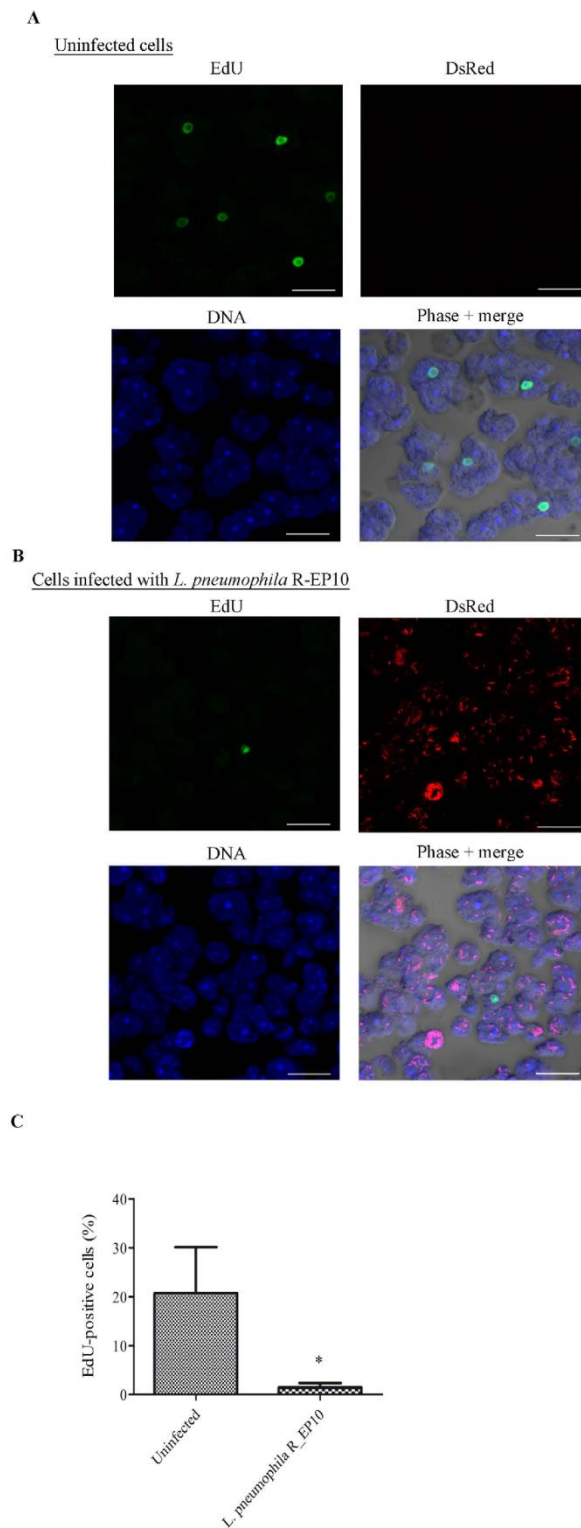 A
Uninfected cells
EdU DsRed
DNA Phase + merge
B
Cells infected with L. pneumophila R-EP10
EdU DsRed
DNA Phase + merge
C
EdU-positive cells (%)
40
30
20
10
0
*
Uninfected
L. pneumophila R_EP10